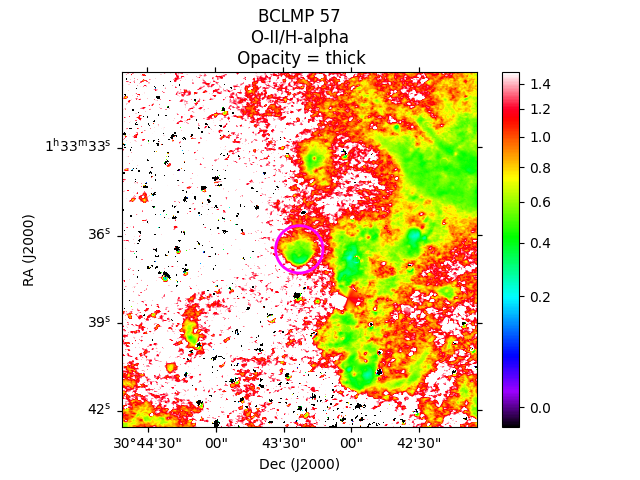 BCLMP 57
O-II/H-alpha
Opacity = thick
1.4
1.2
1.0
0.8
0.6
0.4
0.2
0.0
1h33m33s
36s
39s
42s
RA (J2000)
30°44'30" 00" 43'30" 00" 42'30"
Dec (J2000)